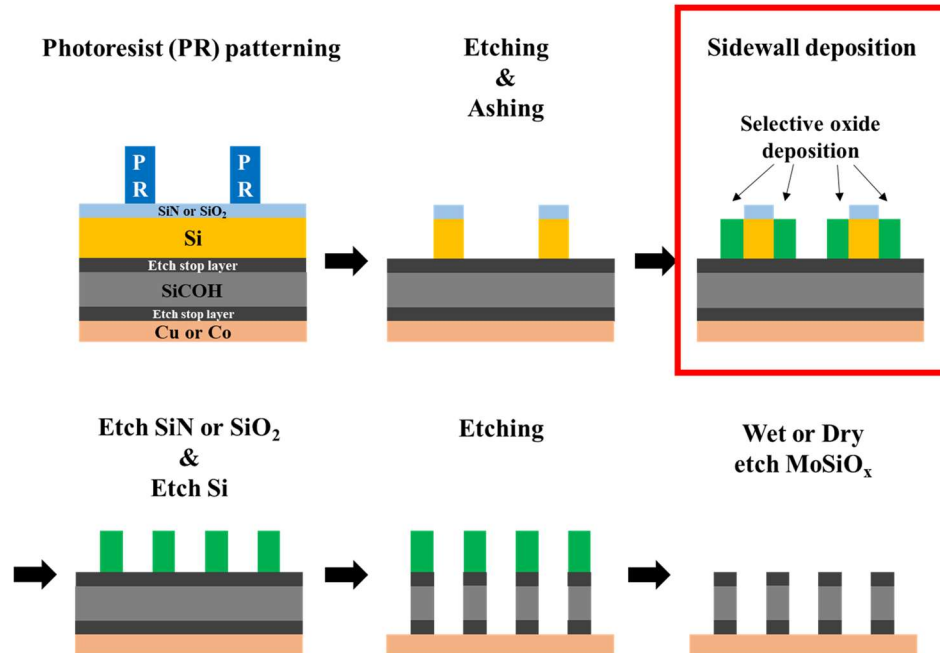 Photoresist (PR) patterning
Etching
&
Ashing
Sidewall deposition
Selective oxide
deposition
P
R
P
R
SiN or SiO₂
Si
Etch stop layer
SiCOH
Etch stop layer
Cu or Co
Etch SiN or SiO₂
&
Etch Si
Etching
Wet or Dry
etch MoSiOₓ